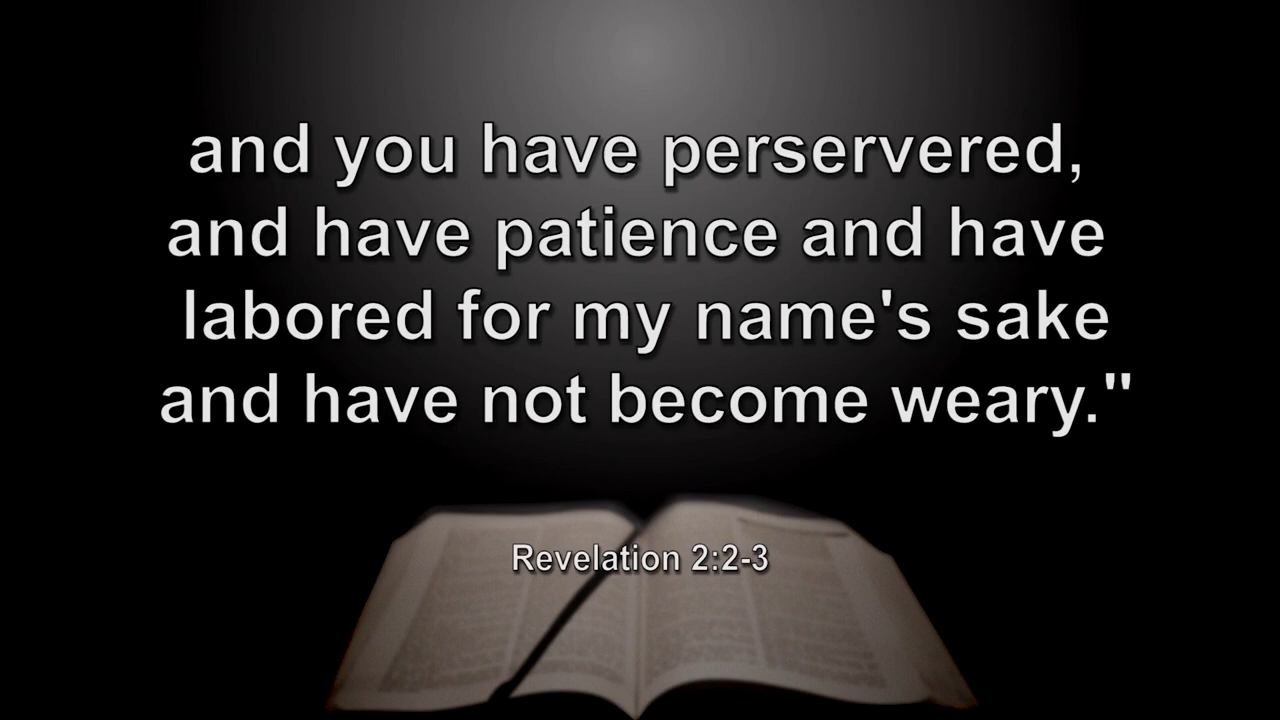 and you have perservered,
and have patience and have
labored for my name's sake
and have not become weary."
Revelation 2:2-3